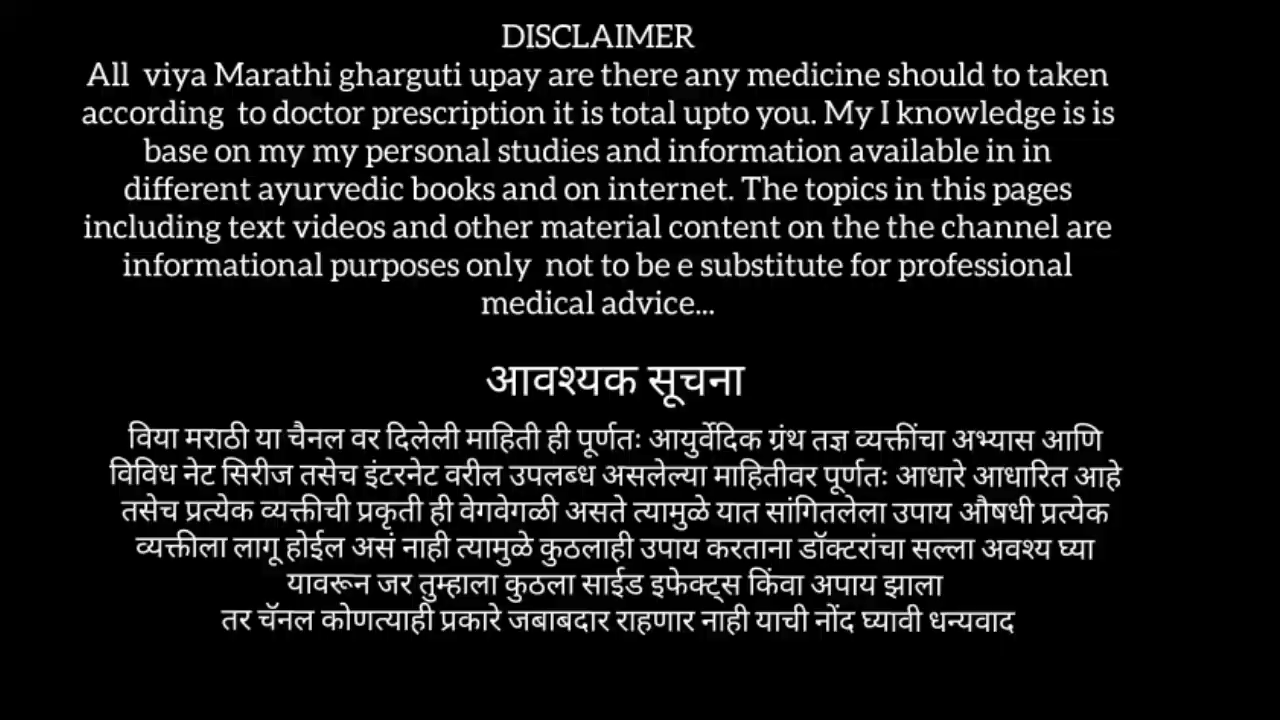 DISCLAIMER
All viya Marathi gharguti upay are there any medicine should to taken
according to doctor prescription it is total upto you. My I knowledge is is
base on my my personal studies and information available in in
different ayurvedic books and on internet. The topics in this pages
including text videos and other material content on the the channel are
informational purposes only not to be e substitute for professional
medical advice...
आवश्यक सूचना
विया मराठी या चैनल वर दिलेली माहिती ही पूर्णतः आयुर्वेदिक ग्रंथ तज्ञ व्यक्तींचा अभ्यास आणि
विविध नेट सिरीज तसेच इंटरनेट वरील उपलब्ध असलेल्या माहितीवर पूर्णतः आधारे आधारित आहे
तसेच प्रत्येक व्यक्तीची प्रकृती ही वेगवेगळी असते त्यामुळे यात सांगितलेला उपाय औषधी प्रत्येक
व्यक्तीला लागू होईल असं नाही त्यामुळे कुठलाही उपाय करताना डॉक्टरांचा सल्ला अवश्य घ्या
यावरून जर तुम्हाला कुठला साईड इफेक्ट्स किंवा अपाय झाला
तर चॅनल कोणत्याही प्रकारे जबाबदार राहणार नाही याची नोंद घ्यावी धन्यवाद